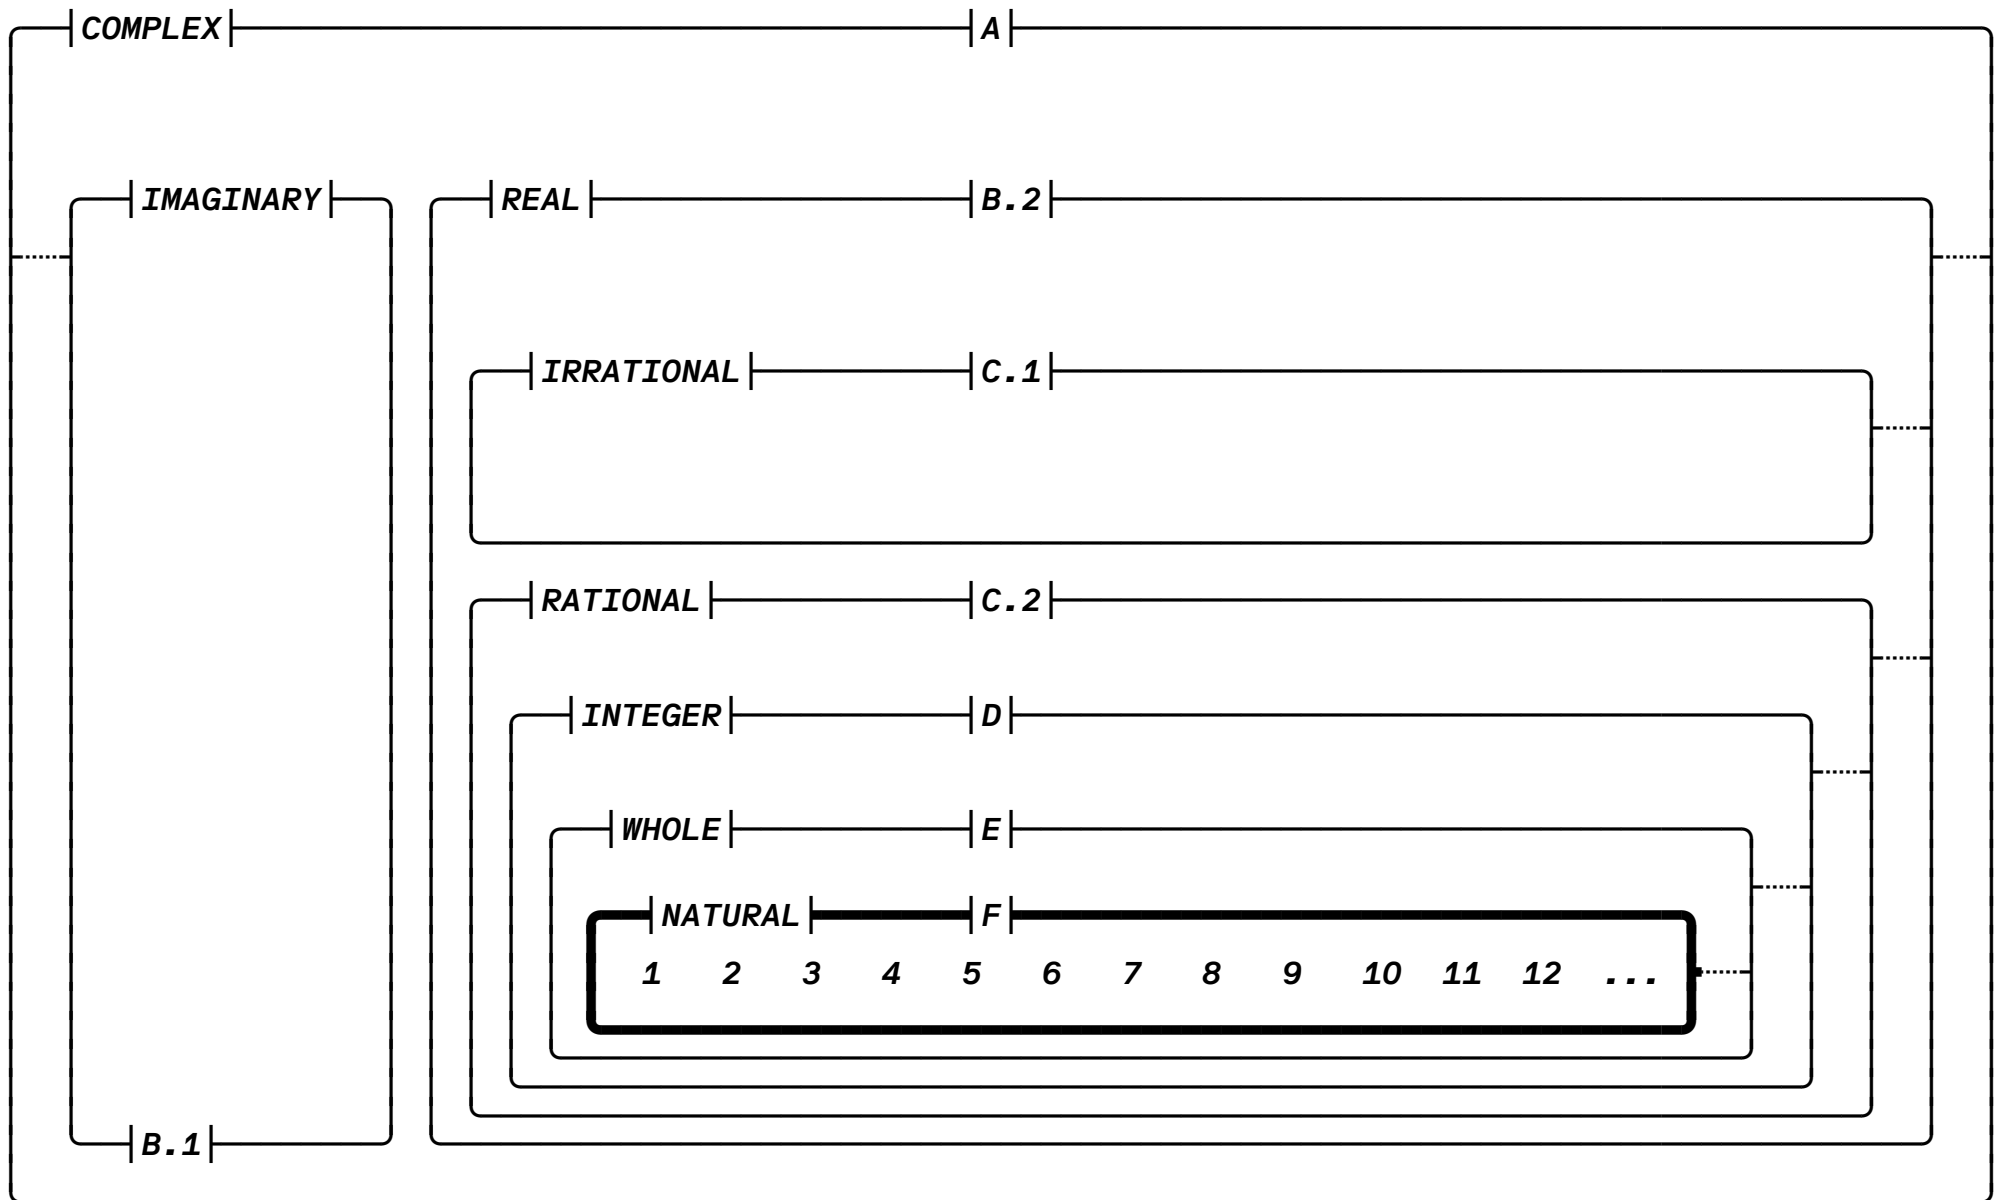 COMPLEX A
IMAGINARY REAL B.2
IRRATIONAL C.1
RATIONAL C.2
INTEGER D
WHOLE E
NATURAL F
1 2 3 4 5 6 7 8 9 10 11 12 ...
B.1